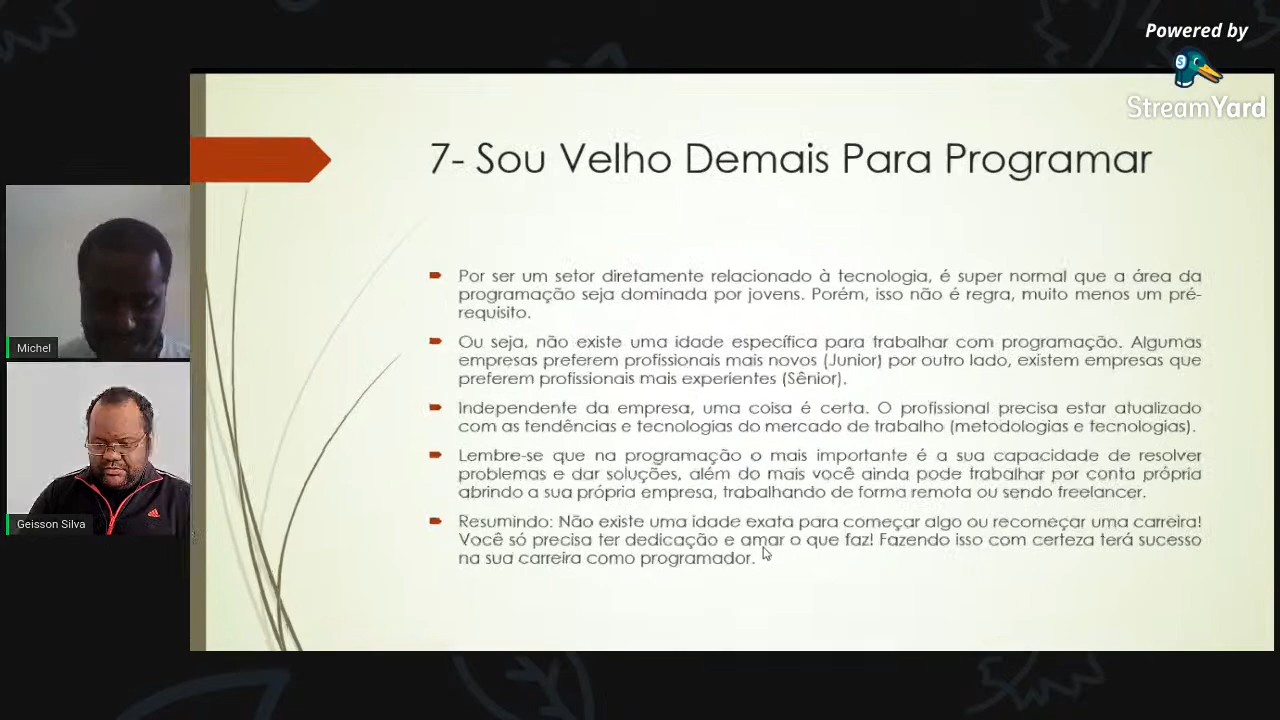 Powered by
StreamYard
7- Sou Velho Demais Para Programar
Por ser um setor diretamente relacionado à tecnologia, é super normal que a área da
programação seja dominada por jovens. Porém, isso não é regra, muito menos um pré-
requisito.
Ou seja, não existe uma idade específica para trabalhar com programação. Algumas
empresas preferem profissionais mais novos (Junior) por outro lado, existem empresas que
preferem profissionais mais experientes (Sênior).
Independente da empresa, uma coisa é certa. O profissional precisa estar atualizado
com as tendências e tecnologias do mercado de trabalho (metodologias e tecnologias).
Lembre-se que na programação o mais importante é a sua capacidade de resolver
problemas e dar soluções, além do mais você ainda pode trabalhar por conta própria
abrindo a sua própria empresa, trabalhando de forma remota ou sendo freelancer.
Resumindo: Não existe uma idade exata para começar algo ou recomeçar uma carreira!
Você só precisa ter dedicação e amar o que faz! Fazendo isso com certeza terá sucesso
na sua carreira como programador.
Michel
Geisson Silva